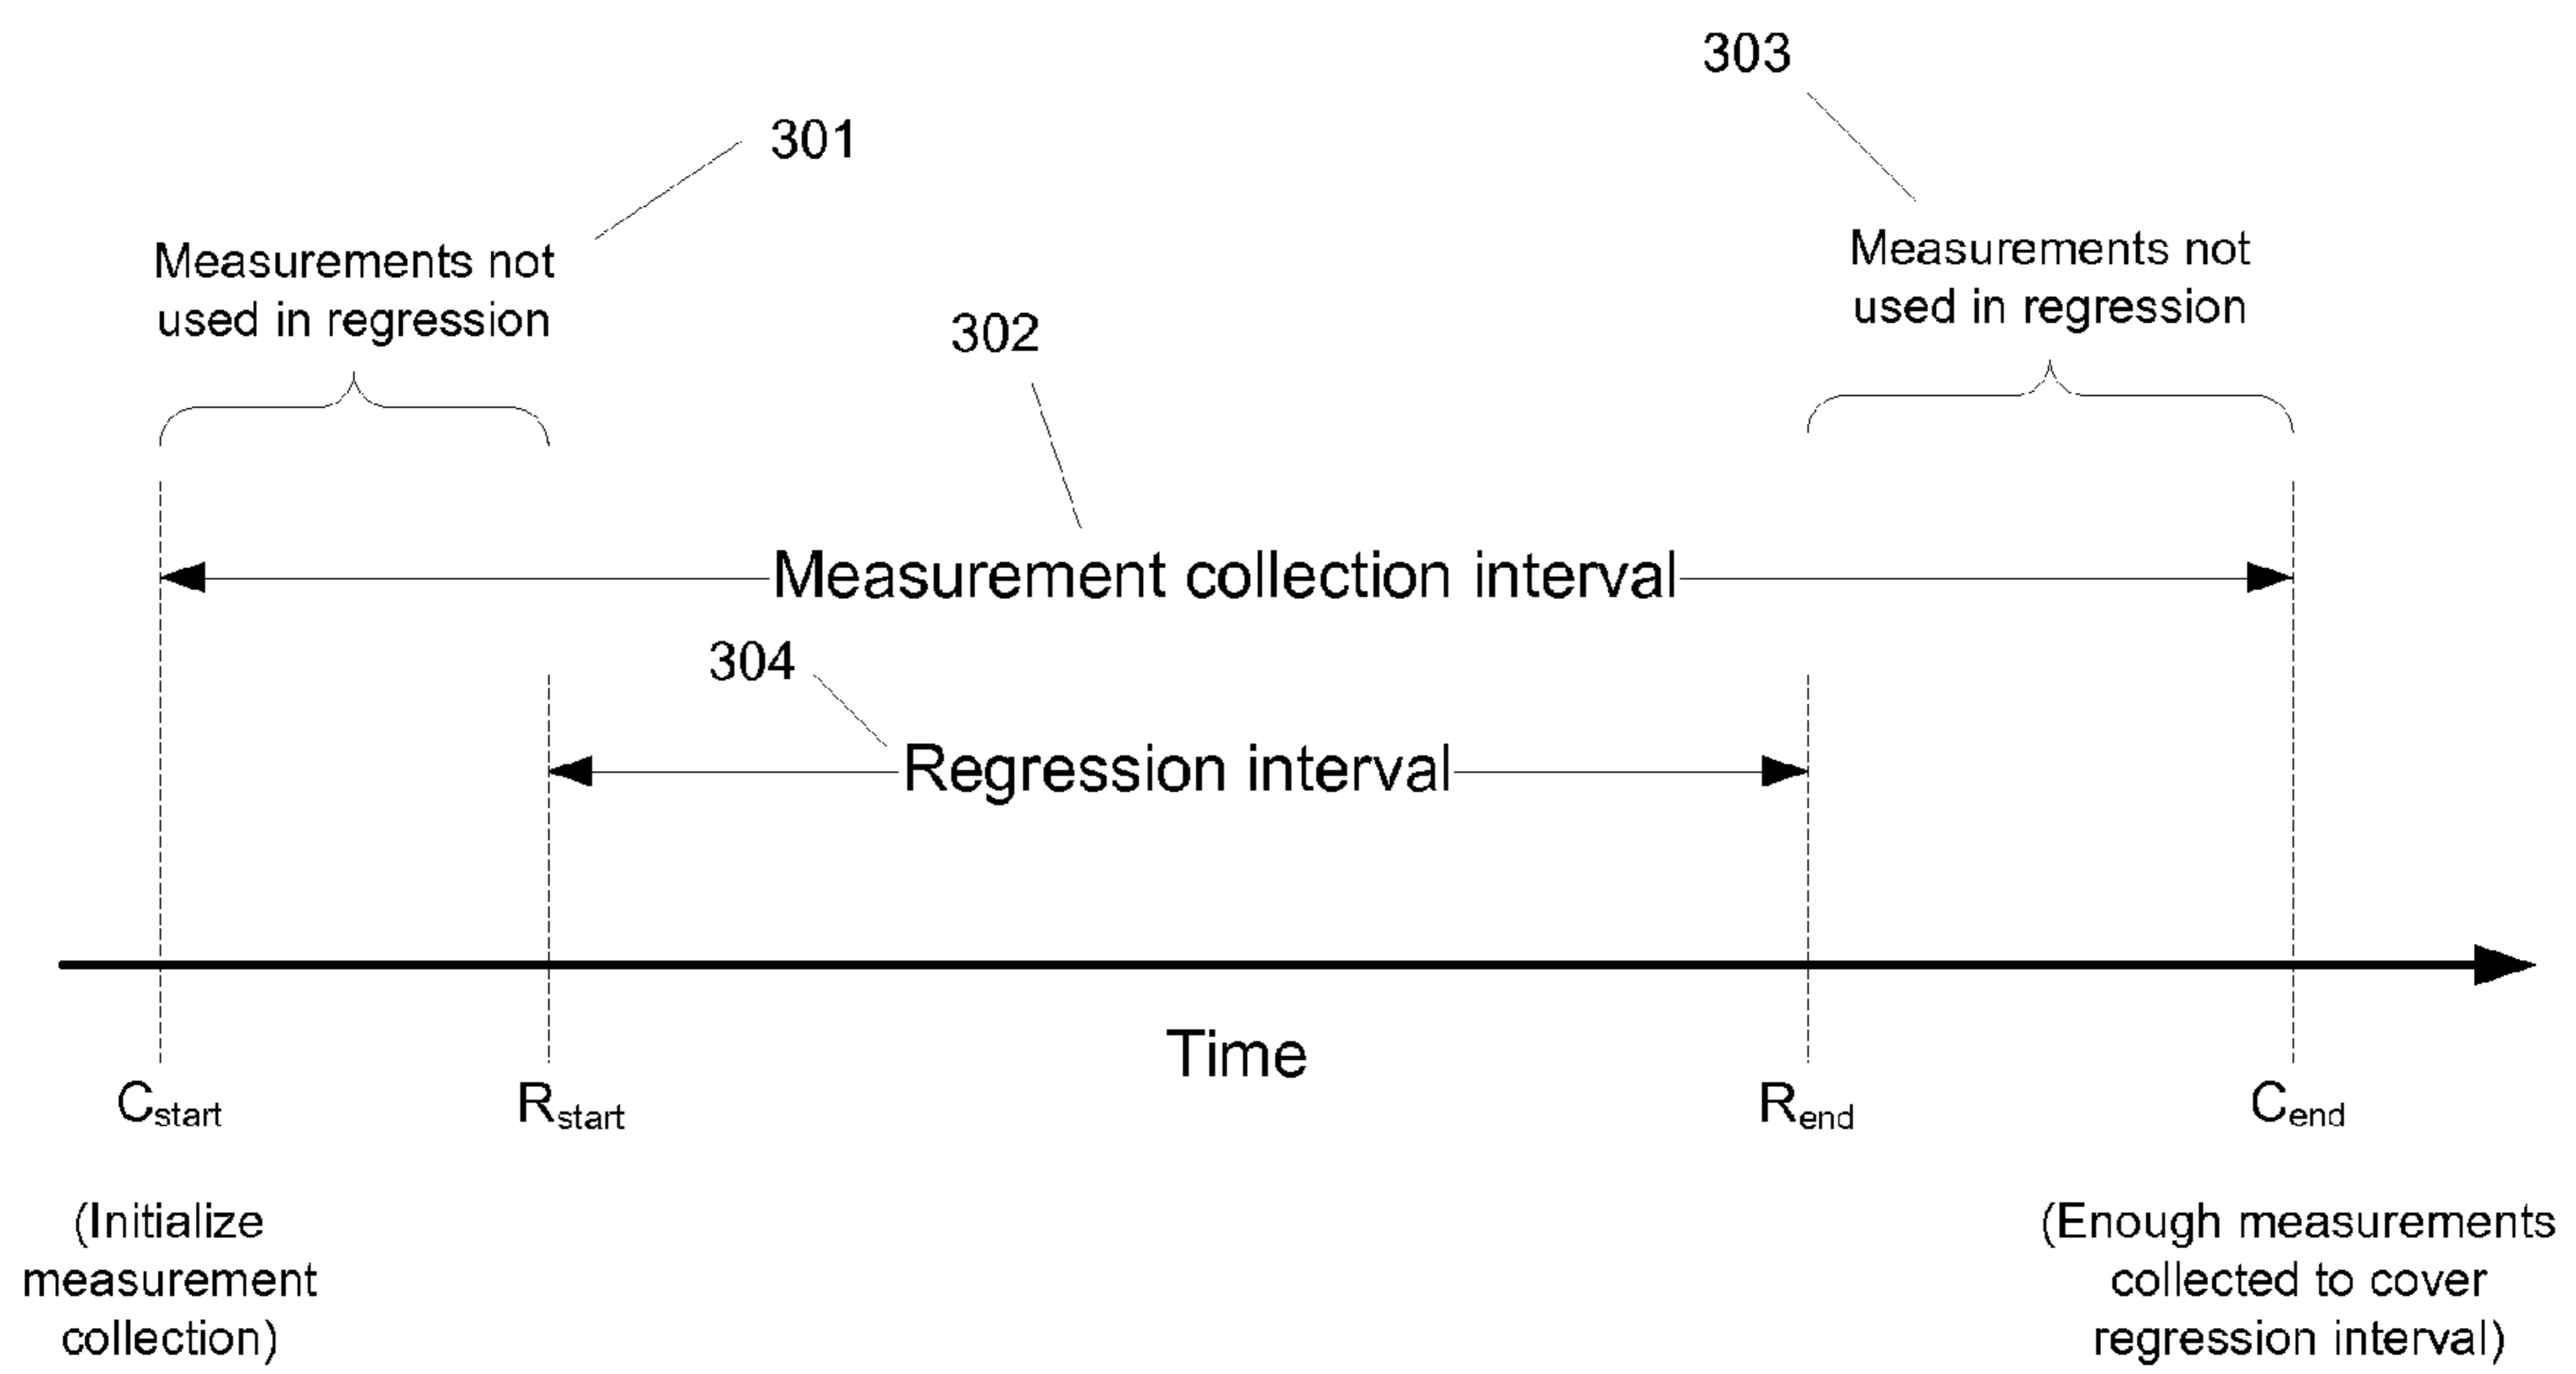 303
301
Measurements not
used in regression
Measurements not
used in regression
302
Measurement collection interval
304
Regression interval
Time
Cstart
Rstart
Rend
Cend
(Initialize
measurement
collection)
(Enough measurements
collected to cover
regression interval)